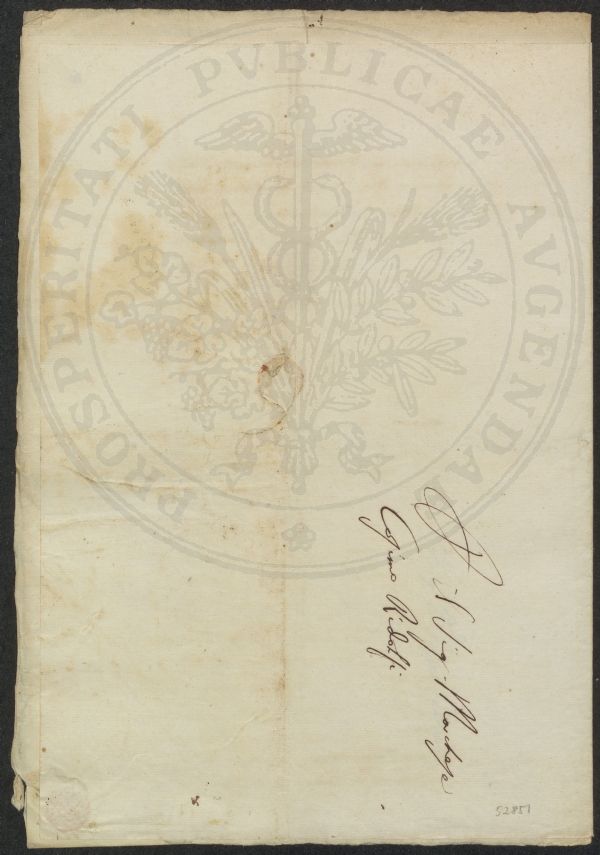 PROSPERITATI PVBLICAE AVGENDAE
Al Sig. Marchese
Cosimo Ridolfi
52851